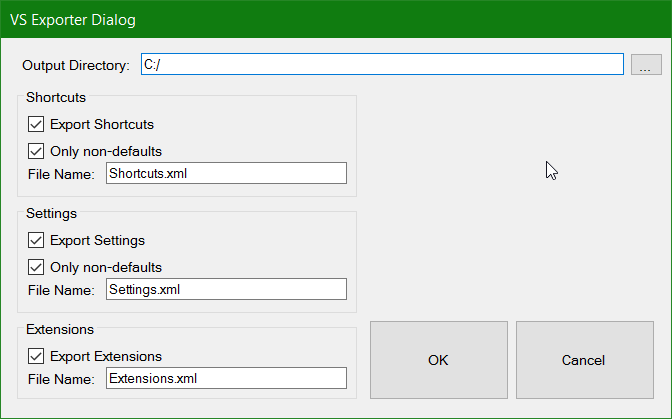 VS Exporter Dialog
Output Directory: C:/ ...
Shortcuts
Export Shortcuts
Only non-defaults
File Name: Shortcuts.xml
Settings
Export Settings
Only non-defaults
File Name: Settings.xml
Extensions
Export Extensions
File Name: Extensions.xml
OK Cancel